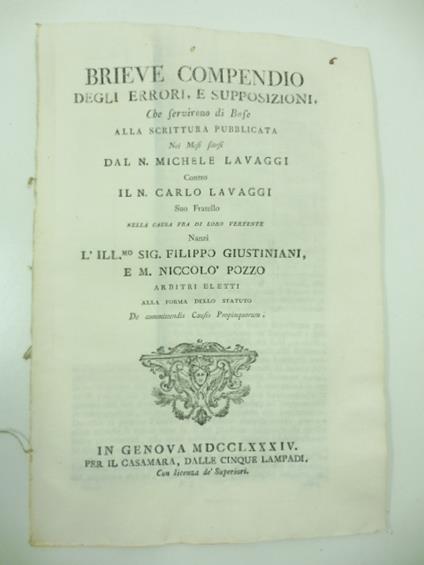 BRIEVE COMPENDIO
DEGLI ERRORI, E SUPPOSIZIONI,
Che servirono di Base
ALLA SCRITTURA PUBBLICATA
Nei Mesi scorsi
DAL N. MICHELE LAVAGGI
Contro
IL N. CARLO LAVAGGI
Suo Fratello
NELLA CAUSA FRA DI LORO VERTENTE
Nanzi
L'ILL.MO SIG. FILIPPO GIUSTINIANI,
E M. NICCOLO' POZZO
ARBITRI ELETTI
ALLA FORMA DELLO STATUTO
De committendis Causis Propinquorum.
IN GENOVA MDCCLXXXIV.
PER IL CASAMARA, DALLE CINQUE LAMPADI.
Con licenza de' Superiori.